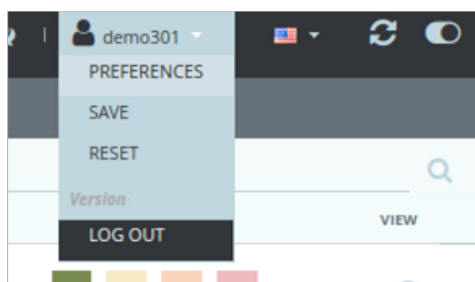 demo301
PREFERENCES
SAVE
RESET
Version
VIEW
LOG OUT